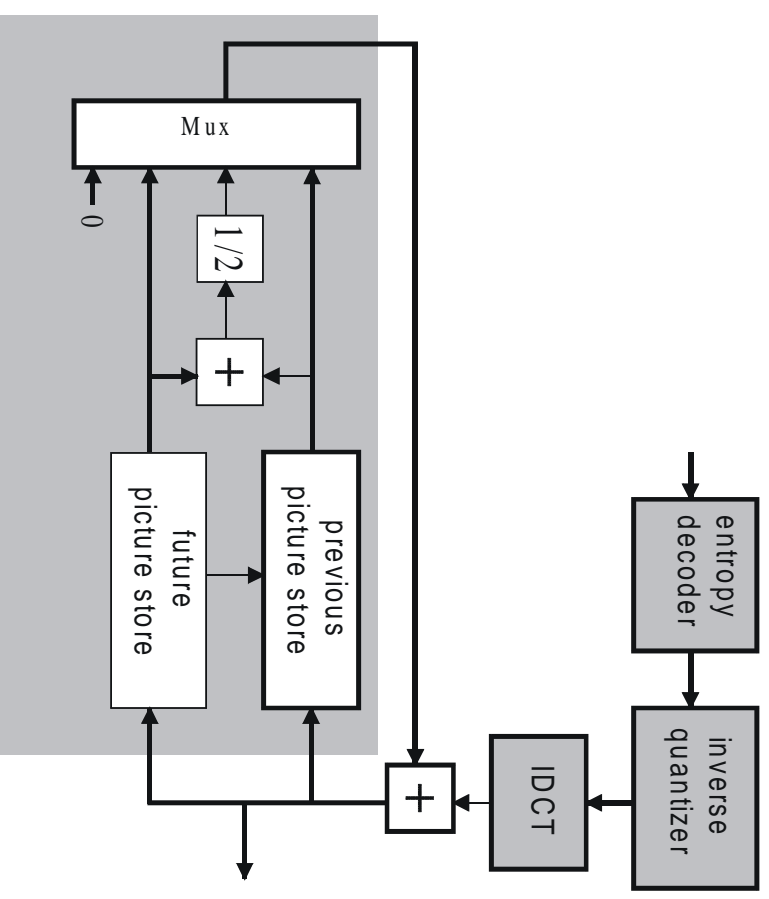 Mux
0
1/2
+
future
picture store
previous
picture store
entropy
decoder
inverse
quantizer
IDCT
+